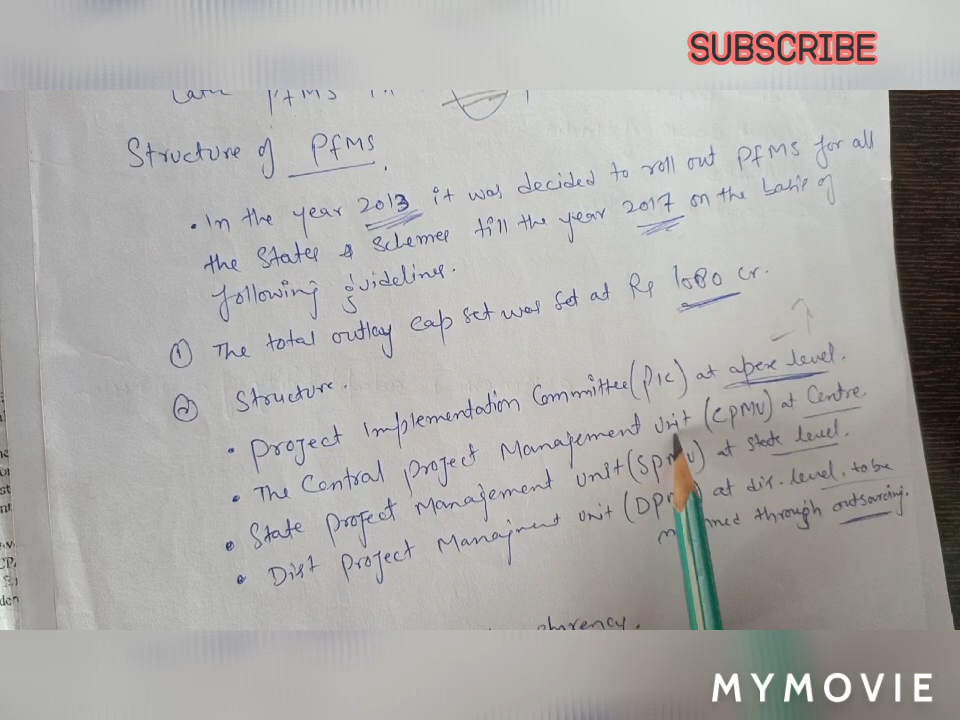 SUBSCRIBE
PFMS
Structure of PFMS.
• In the year 2013 it was decided to roll out PFMS for all
the States & Schemes till the year 2017 on the basis of
following guidelines.
① The total outlay cap set was set at Rs 1080 cr.
② Structure.
• Project Implementation Committee (PIC) at apex level.
• The Central Project Management Unit (CPMU) at Centre.
• State Project Management Unit (SPMU) at state level.
• Dist Project Managment Unit (DPM) at dis. level, to be
through outsourcing.
MYMOVIE